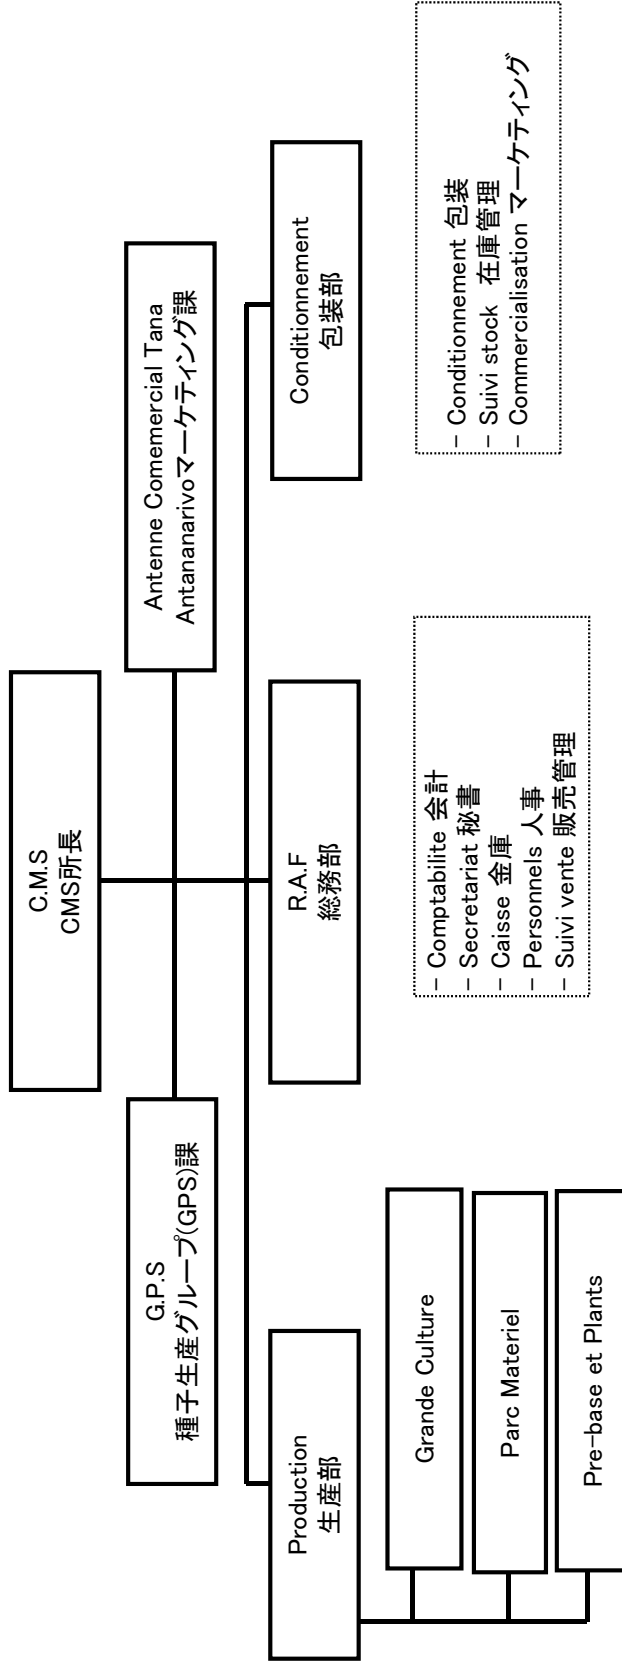 C.M.S
CMS所長
G.P.S
種子生産グループ(GPS)課
Antenne Comemercial Tana
Antananarivoマーケティング課
Production
生産部
R.A.F
総務部
Conditionnement
包装部
Grande Culture
Parc Materiel
Pre-base et Plants
- Comptabilite 会計
- Secretariat 秘書
- Caisse 金庫
- Personnels 人事
- Suivi vente 販売管理
- Conditionnement 包装
- Suivi stock 在庫管理
- Commercialisation マーケティング